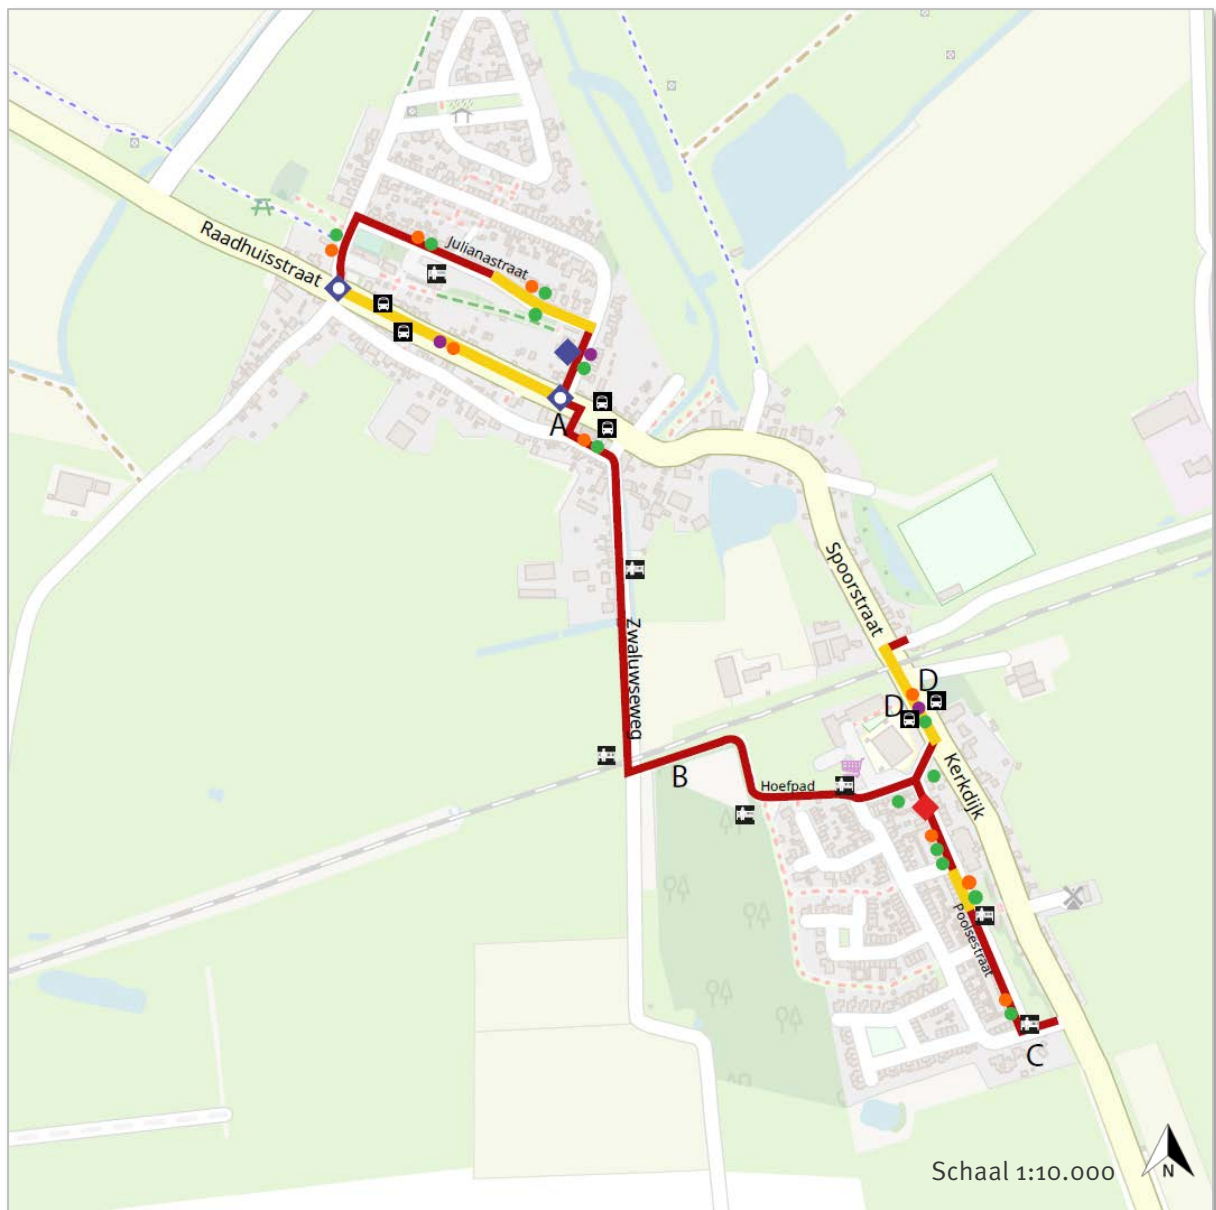 Raadhuisstraat
Julianastraat
A
Spoorstraat
Zwaluwseweg
D
D
B
Hoefpad
Kerkdijk
Poolsestraat
C
Schaal 1:10.000
N